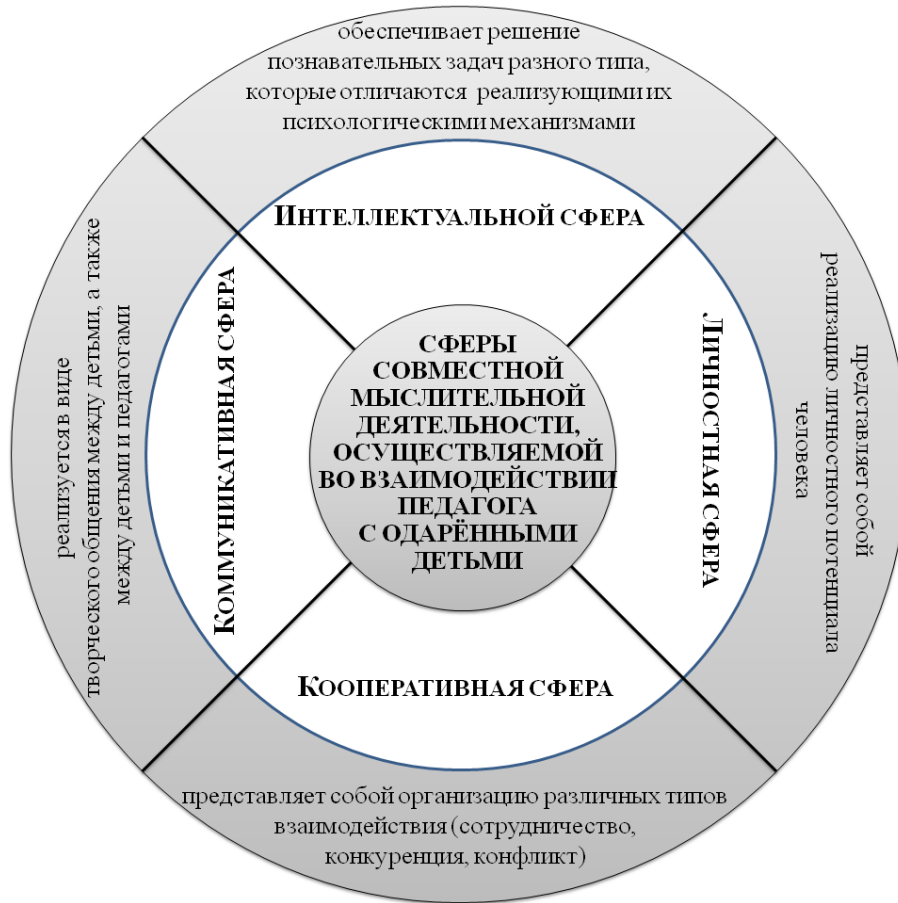 обеспечивает решение
познавательных задач разного типа,
которые отличаются реализующими их
психологическими механизмами
ИНТЕЛЛЕКТУАЛЬНОЙ СФЕРА
реализуется в виде
творческого общения между детьми, а также
между детьми и педагогами
КОММУНИКАТИВНАЯ СФЕРА
СФЕРЫ
СОВМЕСТНОЙ
МЫСЛИТЕЛЬНОЙ
ДЕЯТЕЛЬНОСТИ,
ОСУЩЕСТВЛЯЕМОЙ
ВО ВЗАИМОДЕЙСТВИИ
ПЕДАГОГА
С ОДАРЁННЫМИ
ДЕТЬМИ
ЛИЧНОСТНАЯ СФЕРА
представляет собой
реализацию личностного потенциала
человека
КООПЕРАТИВНАЯ СФЕРА
представляет собой организацию различных типов
взаимодействия (сотрудничество,
конкуренция, конфликт)